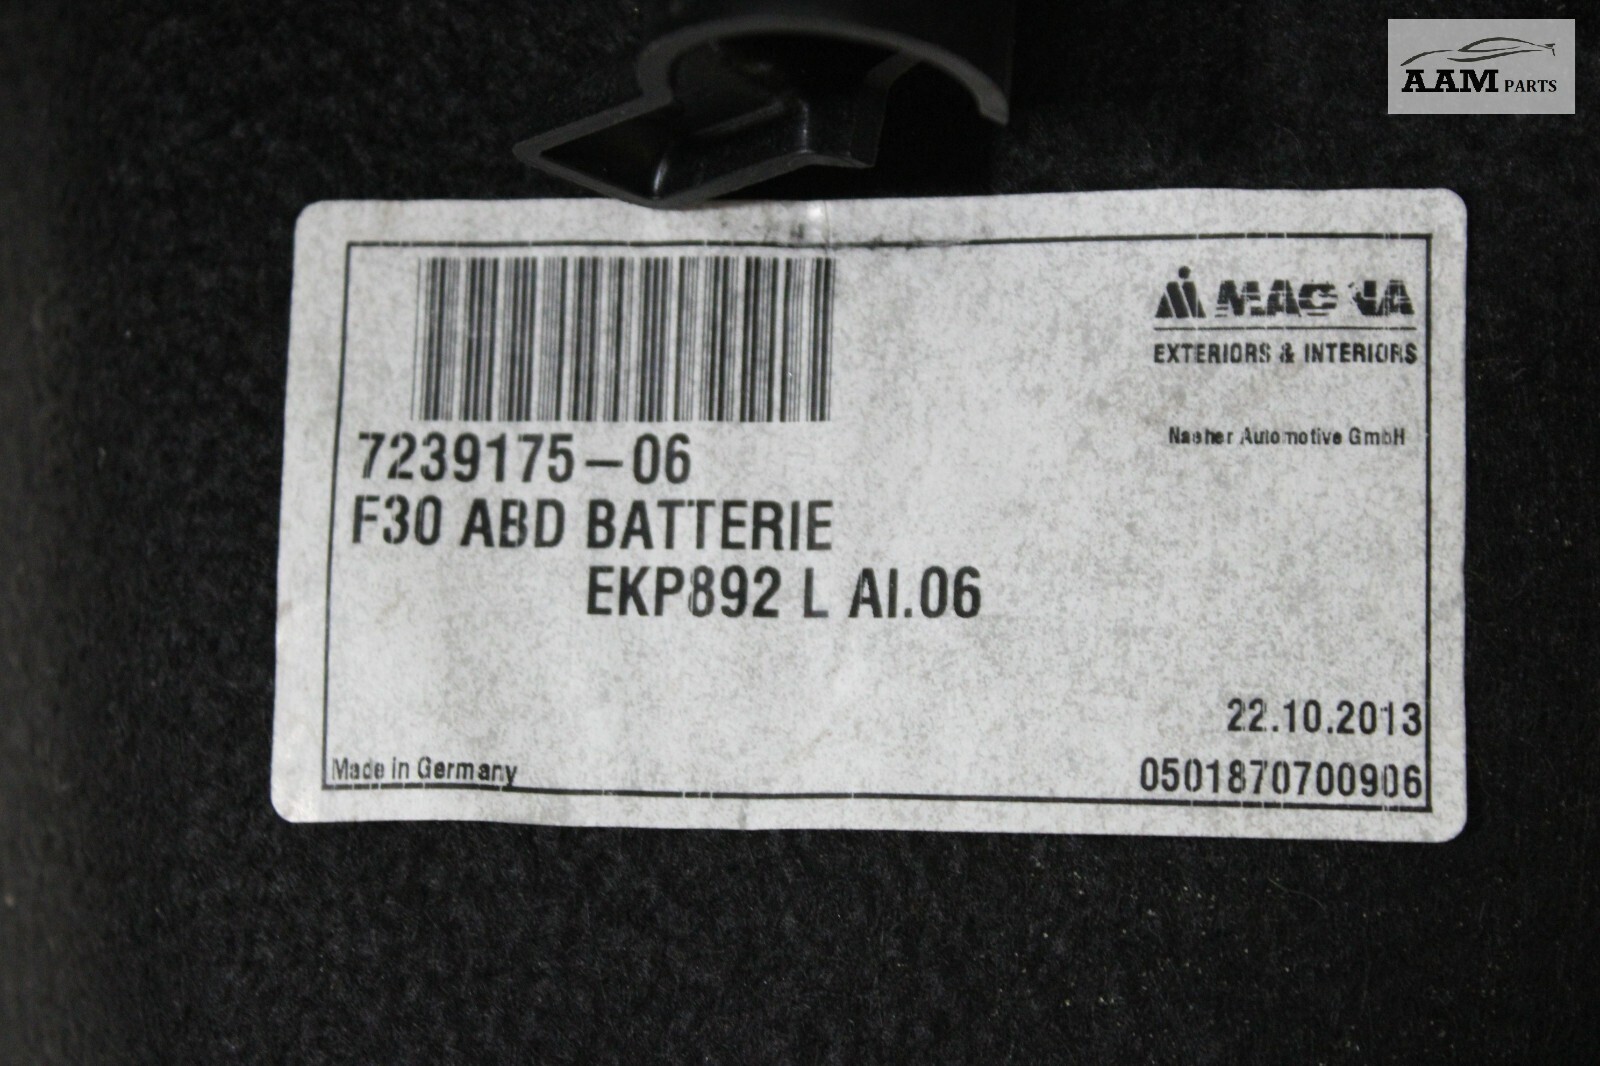 AAM PARTS
MAGNA
EXTERIORS & INTERIORS
Naeher Automotive GmbH
7239175-06
F30 ABD BATTERIE
EKP892 L AI.06
22.10.2013
Made in Germany
0501870700906